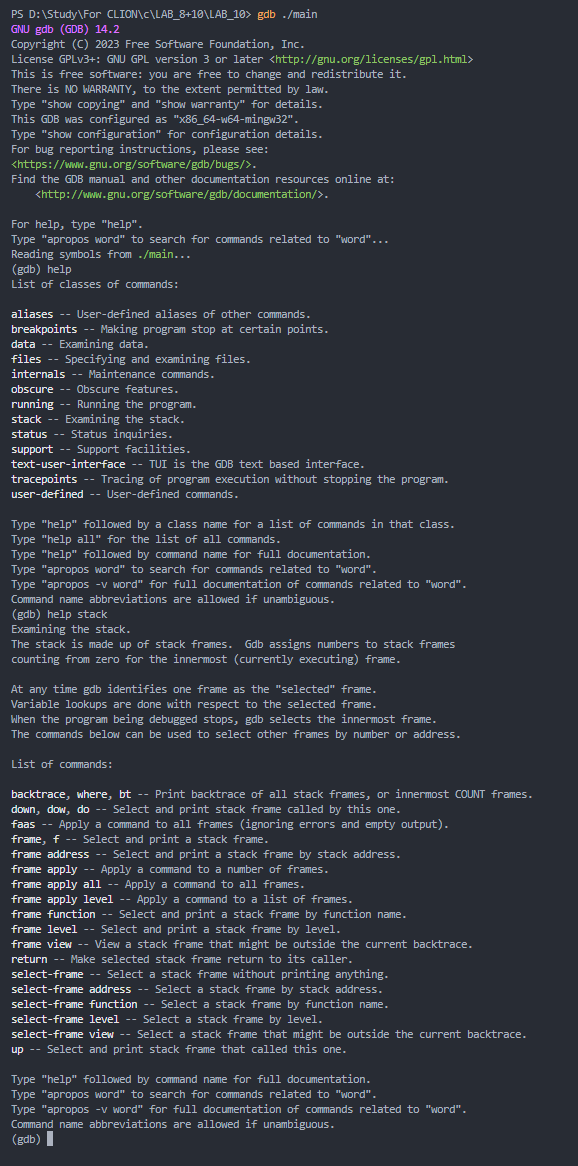 PS D:\Study\For CLION\c\LAB_8+10\LAB_10> gdb ./main
GNU gdb (GDB) 14.2
Copyright (C) 2023 Free Software Foundation, Inc.
License GPLv3+: GNU GPL version 3 or later <http://gnu.org/licenses/gpl.html>
This is free software: you are free to change and redistribute it.
There is NO WARRANTY, to the extent permitted by law.
Type "show copying" and "show warranty" for details.
This GDB was configured as "x86_64-w64-mingw32".
Type "show configuration" for configuration details.
For bug reporting instructions, please see:
<https://www.gnu.org/software/gdb/bugs/>.
Find the GDB manual and other documentation resources online at:
    <http://www.gnu.org/software/gdb/documentation/>.

For help, type "help".
Type "apropos word" to search for commands related to "word"...
Reading symbols from ./main...
(gdb) help
List of classes of commands:

aliases -- User-defined aliases of other commands.
breakpoints -- Making program stop at certain points.
data -- Examining data.
files -- Specifying and examining files.
internals -- Maintenance commands.
obscure -- Obscure features.
running -- Running the program.
stack -- Examining the stack.
status -- Status inquiries.
support -- Support facilities.
text-user-interface -- TUI is the GDB text based interface.
tracepoints -- Tracing of program execution without stopping the program.
user-defined -- User-defined commands.

Type "help" followed by a class name for a list of commands in that class.
Type "help all" for the list of all commands.
Type "help" followed by command name for full documentation.
Type "apropos word" to search for commands related to "word".
Type "apropos -v word" for full documentation of commands related to "word".
Command name abbreviations are allowed if unambiguous.
(gdb) help stack
Examining the stack.
The stack is made up of stack frames.  Gdb assigns numbers to stack frames
counting from zero for the innermost (currently executing) frame.

At any time gdb identifies one frame as the "selected" frame.
Variable lookups are done with respect to the selected frame.
When the program being debugged stops, gdb selects the innermost frame.
The commands below can be used to select other frames by number or address.

List of commands:

backtrace, where, bt -- Print backtrace of all stack frames, or innermost COUNT frames.
down, dow, do -- Select and print stack frame called by this one.
faas -- Apply a command to all frames (ignoring errors and empty output).
frame, f -- Select and print a stack frame.
frame address -- Select and print a stack frame by stack address.
frame apply -- Apply a command to a number of frames.
frame apply all -- Apply a command to all frames.
frame apply level -- Apply a command to a list of frames.
frame function -- Select and print a stack frame by function name.
frame level -- Select and print a stack frame by level.
frame view -- View a stack frame that might be outside the current backtrace.
return -- Make selected stack frame return to its caller.
select-frame -- Select a stack frame without printing anything.
select-frame address -- Select a stack frame by stack address.
select-frame function -- Select a stack frame by function name.
select-frame level -- Select a stack frame by level.
select-frame view -- Select a stack frame that might be outside the current backtrace.
up -- Select and print stack frame that called this one.

Type "help" followed by command name for full documentation.
Type "apropos word" to search for commands related to "word".
Type "apropos -v word" for full documentation of commands related to "word".
Command name abbreviations are allowed if unambiguous.
(gdb)